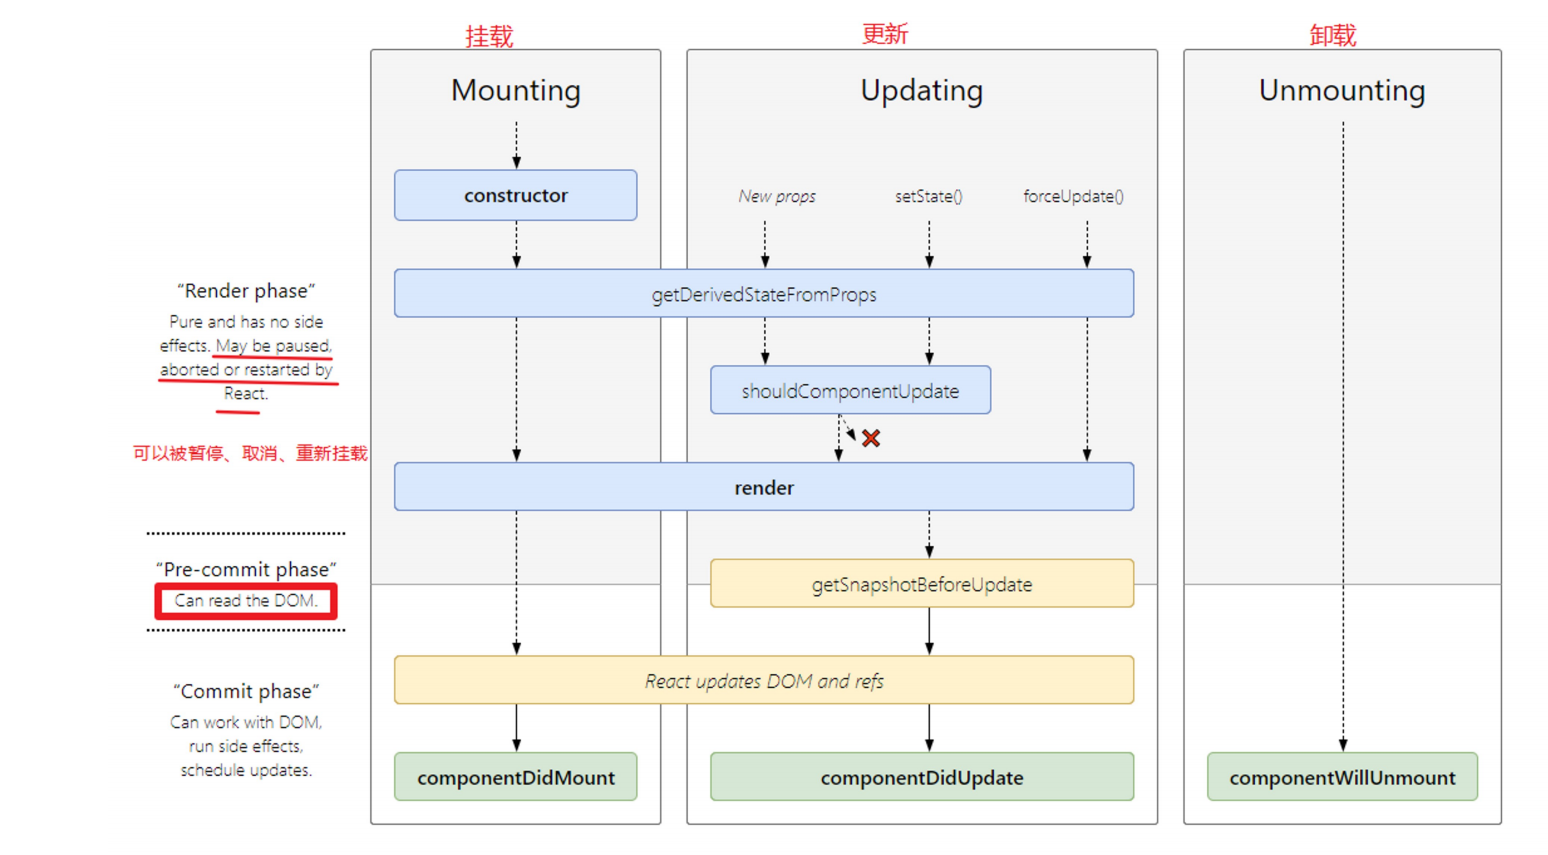 挂载
更新
卸载
Mounting
Updating
Unmounting
constructor
New props
setState()
forceUpdate()
getDerivedStateFromProps
“Render phase”
Pure and has no side
effects. May be paused,
aborted or restarted by
React.
shouldComponentUpdate
可以被暂停、取消、重新挂载
render
“Pre-commit phase”
Can read the DOM.
getSnapshotBeforeUpdate
React updates DOM and refs
“Commit phase”
Can work with DOM,
run side effects,
schedule updates.
componentDidMount
componentDidUpdate
componentWillUnmount